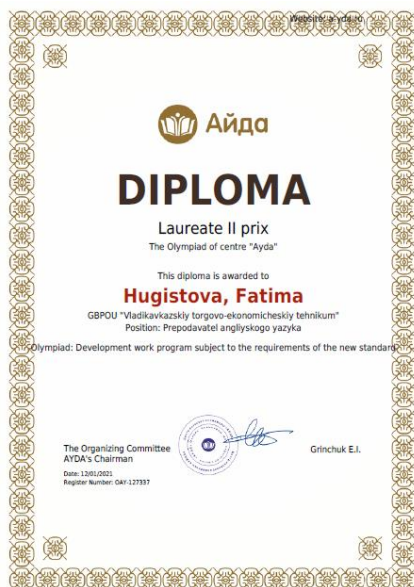 Website: a-yda.ru
Айда
DIPLOMA
Laureate II prix
The Olympiad of centre "Ayda"
This diploma is awarded to
Hugistova, Fatima
GBPOU "Vladikavkazskiy torgovo-ekonomicheskiy tehnikum"
Position: Prepodavatel angliyskogo yazyka
Olympiad: Development work program subject to the requirements of the new standard
The Organizing Committee
AYDA's Chairman
Grinchuk E.I.
Date: 12/01/2021
Register Number: OAY-127337